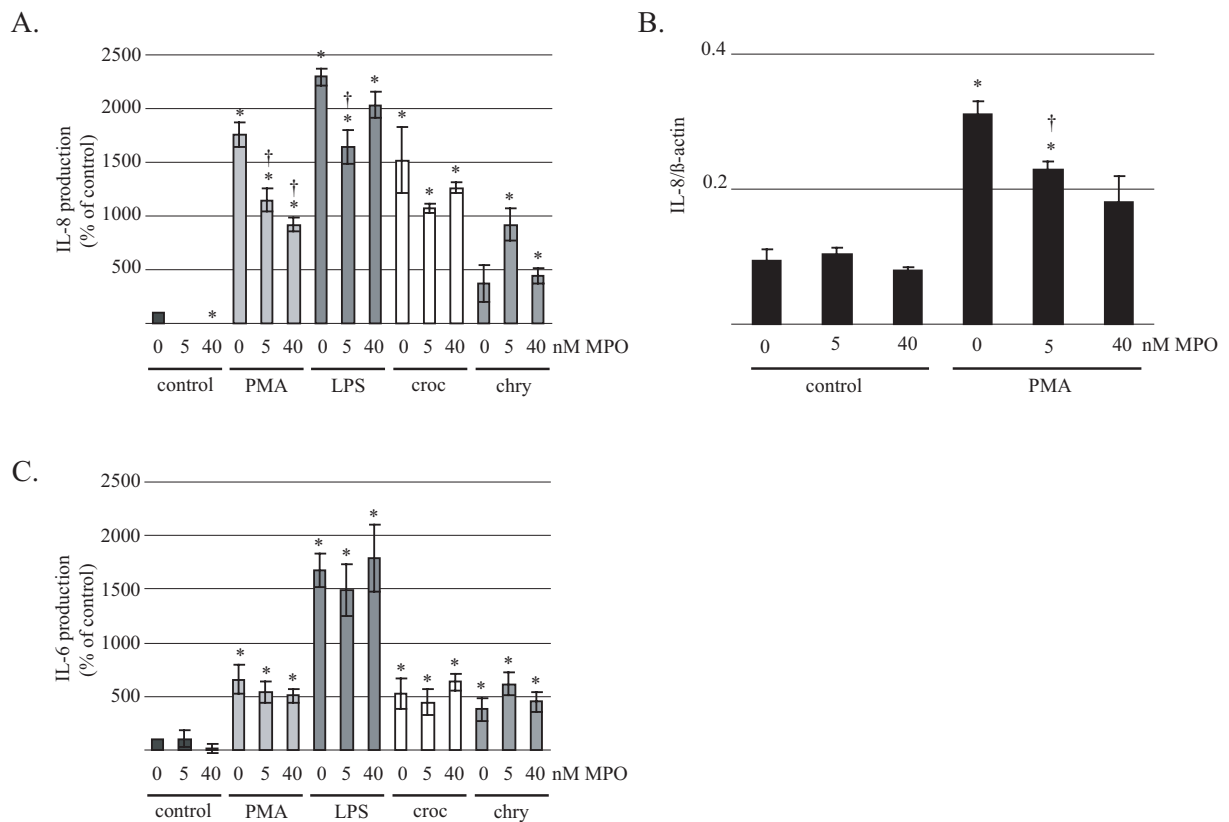 A.
IL-8 production
(% of control)
2500
2000
1500
1000
500
* * † * † * * † * * * * * * *
0 5 40 0 5 40 0 5 40 0 5 40 0 5 40 nM MPO
control PMA LPS croc chry
B.
IL-8/ß-actin
0.4
0.2
* † *
0 5 40 0 5 40 nM MPO
control PMA
C.
IL-6 production
(% of control)
2500
2000
1500
1000
500
* * * * * * * * * * * *
0 5 40 0 5 40 0 5 40 0 5 40 0 5 40 nM MPO
control PMA LPS croc chry